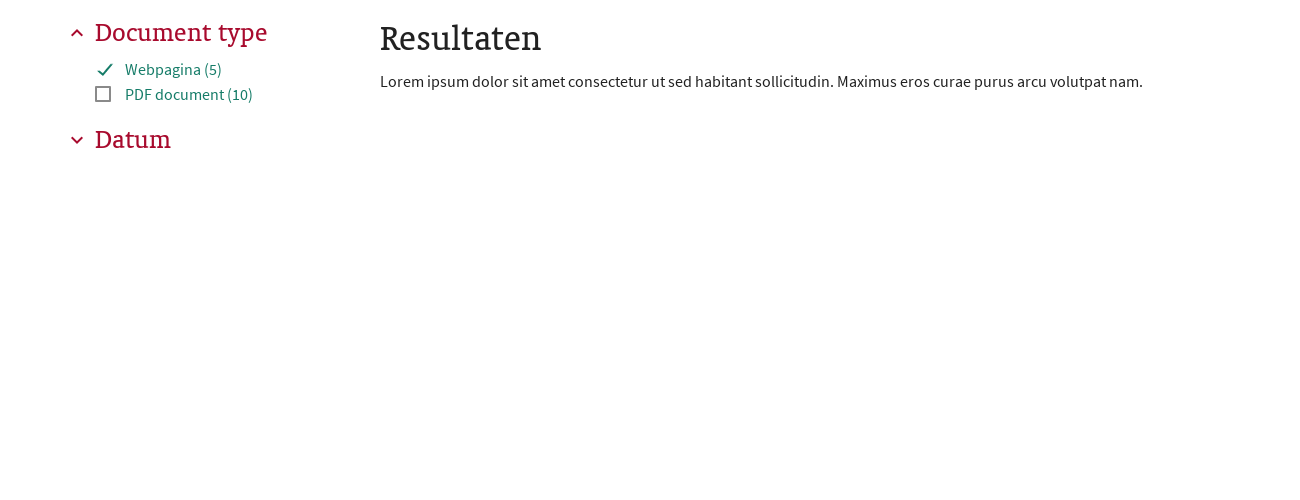 Document type
Webpagina (5)
PDF document (10)
Datum
Resultaten
Lorem ipsum dolor sit amet consectetur ut sed habitant sollicitudin. Maximus eros curae purus arcu volutpat nam.